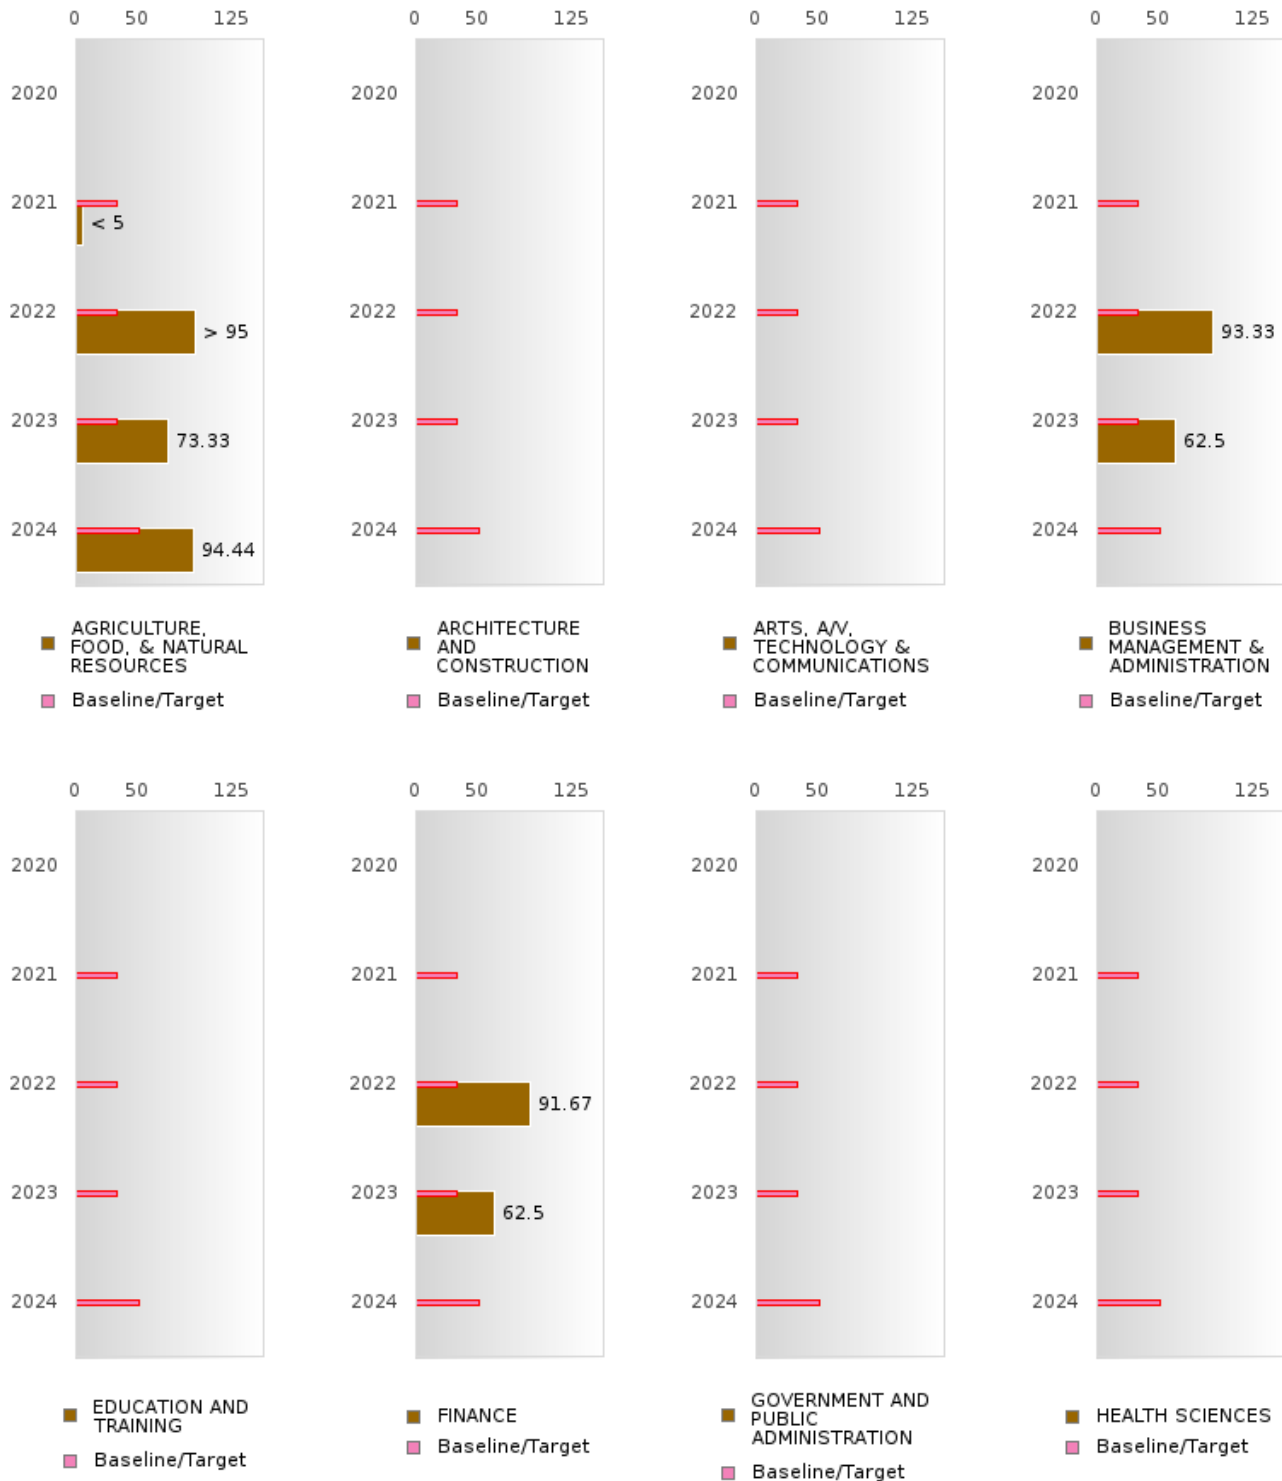 0 50 125
2020
2021
< 5
2022
> 95
2023
73.33
2024
94.44
AGRICULTURE,
FOOD, & NATURAL
RESOURCES
Baseline/Target
0 50 125
2020
2021
2022
2023
2024
ARCHITECTURE
AND
CONSTRUCTION
Baseline/Target
0 50 125
2020
2021
2022
2023
2024
ARTS, A/V,
TECHNOLOGY &
COMMUNICATIONS
Baseline/Target
0 50 125
2020
2021
2022
93.33
2023
62.5
2024
BUSINESS
MANAGEMENT &
ADMINISTRATION
Baseline/Target
0 50 125
2020
2021
2022
2023
2024
EDUCATION AND
TRAINING
Baseline/Target
0 50 125
2020
2021
2022
91.67
2023
62.5
2024
FINANCE
Baseline/Target
0 50 125
2020
2021
2022
2023
2024
GOVERNMENT AND
PUBLIC
ADMINISTRATION
Baseline/Target
0 50 125
2020
2021
2022
2023
2024
HEALTH SCIENCES
Baseline/Target